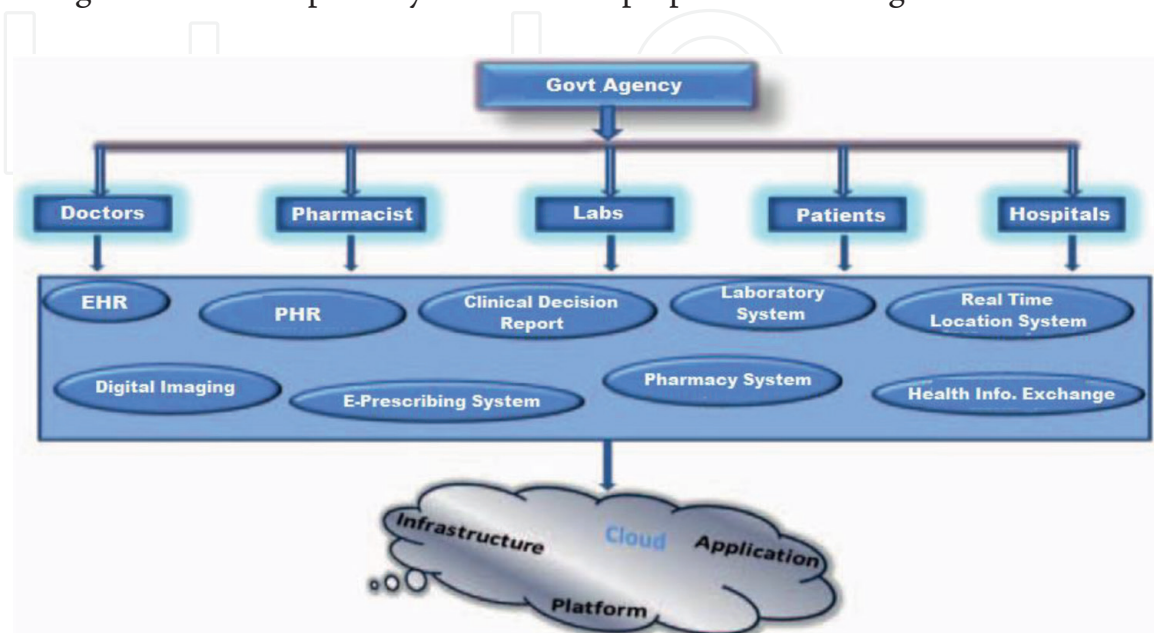 Govt Agency
Doctors
Pharmacist
Labs
Patients
Hospitals
EHR
PHR
Clinical Decision
Report
Laboratory
System
Real Time
Location System
Digital Imaging
E-Prescribing System
Pharmacy System
Health Info. Exchange
Infrastructure
Cloud
Application
Platform